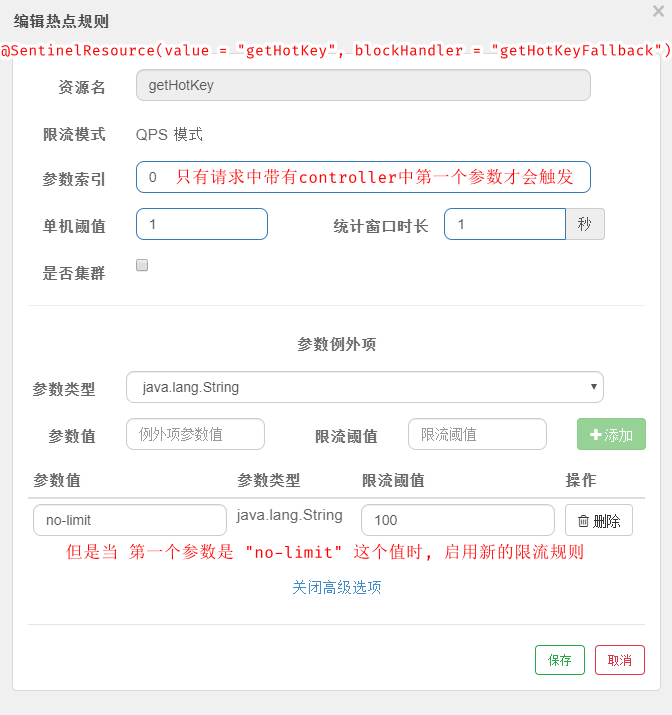 编辑热点规则
×
@SentinelResource(value = "getHotKey", blockHandler = "getHotKeyFallback")
资源名 getHotKey
限流模式 QPS 模式
参数索引 0 只有请求中带有controller中第一个参数才会触发
单机阈值 1 统计窗口时长 1 秒
是否集群
参数例外项
参数类型 java.lang.String
参数值 例外项参数值 限流阈值 限流阈值 添加
参数值 参数类型 限流阈值 操作
no-limit java.lang.String 100 删除
但是当 第一个参数是 "no-limit" 这个值时, 启用新的限流规则
关闭高级选项
保存 取消